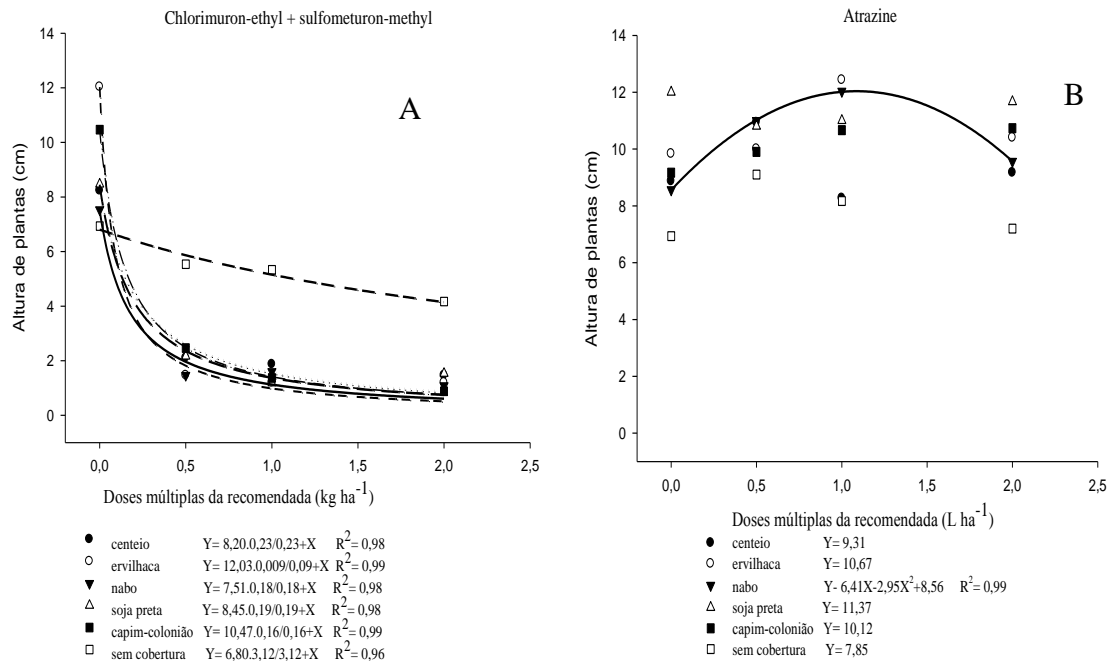 Chlorimuron-ethyl + sulfometuron-methyl
A
Altura de plantas (cm)
14
12
10
8
6
4
2
0
0,0 0,5 1,0 1,5 2,0 2,5
Doses múltiplas da recomendada (kg ha-1)
centeio Y= 8,20.0,23/0,23+X R2= 0,98
ervilhaca Y= 12,03.0,009/0,09+X R2= 0,99
nabo Y= 7,51.0,18/0,18+X R2= 0,98
soja preta Y= 8,45.0,19/0,19+X R2= 0,98
capim-colonião Y= 10,47.0,16/0,16+X R2= 0,99
sem cobertura Y= 6,80.3,12/3,12+X R2= 0,96
Atrazine
B
Altura de plantas (cm)
14
12
10
8
6
4
2
0
0,0 0,5 1,0 1,5 2,0 2,5
Doses múltiplas da recomendada (L ha-1)
centeio Y= 9,31
ervilhaca Y= 10,67
nabo Y- 6,41X-2,95X2+8,56 R2= 0,99
soja preta Y= 11,37
capim-colonião Y= 10,12
sem cobertura Y= 7,85